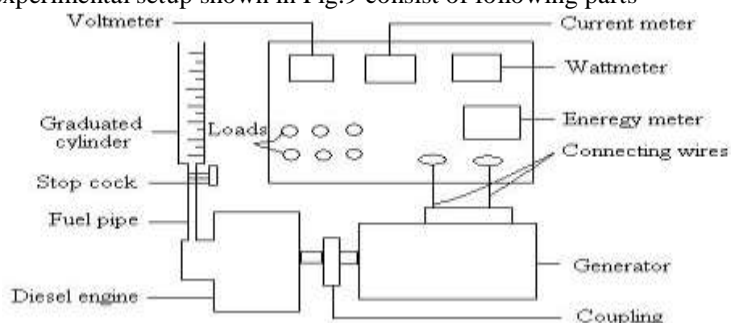 experimental setup shown in Fig.9 consist of following parts
Voltmeter
Current meter
Wattmeter
Graduated
cylinder
Loads
Eneregy meter
Connecting wires
Stop cock
Fuel pipe
Generator
Diesel engine
Coupling